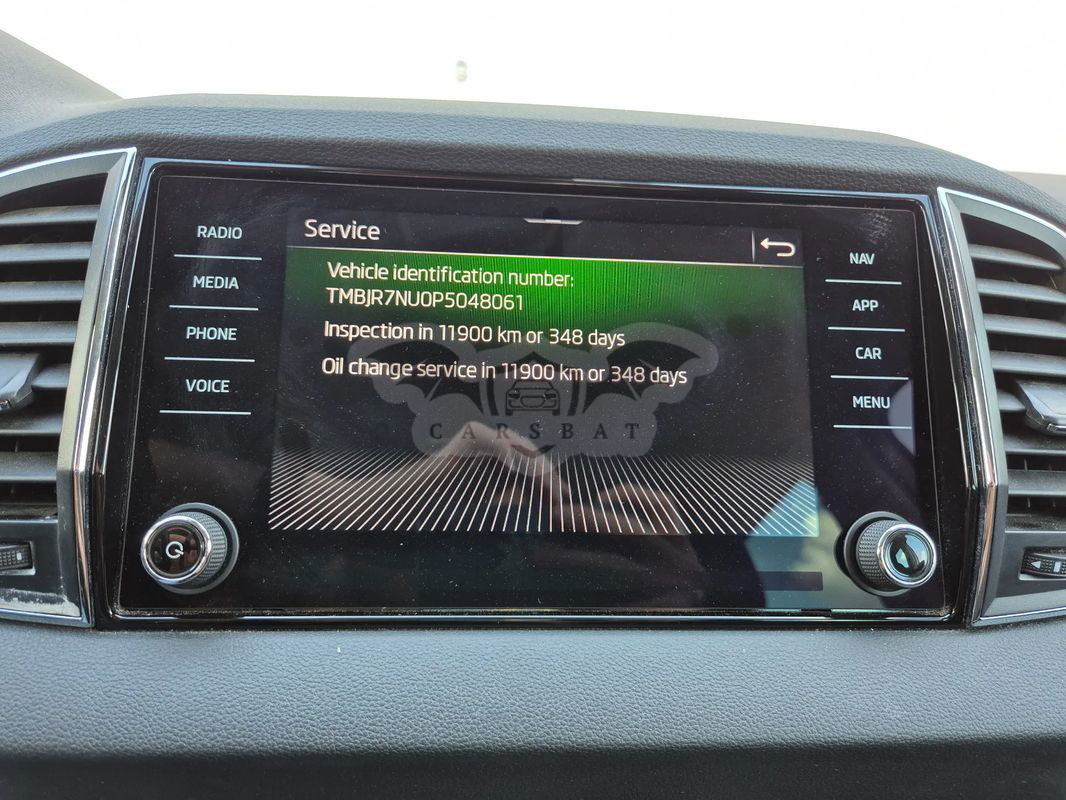 Service
Vehicle identification number:
TMBJR7NU0P5048061
Inspection in 11900 km or 348 days
Oil change service in 11900 km or 348 days
RADIO
MEDIA
PHONE
VOICE
NAV
APP
CAR
MENU
CARSBAT